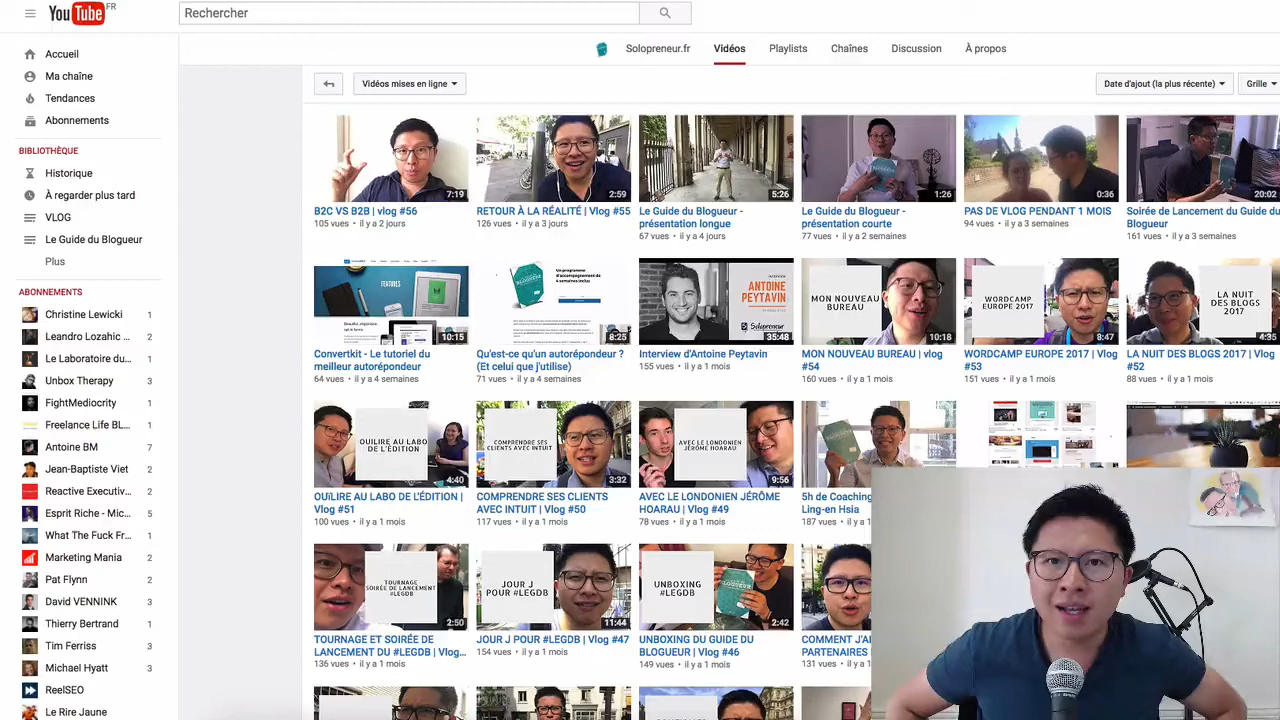 YouTube FR
Rechercher
Solopreneur.fr Vidéos Playlists Chaînes Discussion À propos
Vidéos mises en ligne
Date d'ajout (la plus récente) Grille
Accueil
Ma chaîne
Tendances
Abonnements
BIBLIOTHÈQUE
Historique
À regarder plus tard
VLOG
Le Guide du Blogueur
Plus
ABONNEMENTS
Christine Lewicki 1
Leandro Lozahic ... 2
Le Laboratoire du... 1
Unbox Therapy 3
FightMediocrity 1
Freelance Life BL... 1
Antoine BM 7
Jean-Baptiste Viet 2
Reactive Executiv... 2
Esprit Riche - Mic... 5
What The Fuck Fr... 1
Marketing Mania 2
Pat Flynn 2
David VENNINK 3
Thierry Bertrand 1
Tim Ferriss 3
Michael Hyatt 3
ReelSEO
Le Rire Jaune
7:19
B2C VS B2B | vlog #56
105 vues • il y a 2 jours
2:59
RETOUR À LA RÉALITÉ | Vlog #55
126 vues • il y a 3 jours
5:26
Le Guide du Blogueur -
présentation longue
67 vues • il y a 4 jours
1:26
Le Guide du Blogueur -
présentation courte
77 vues • il y a 2 semaines
0:36
PAS DE VLOG PENDANT 1 MOIS
94 vues • il y a 3 semaines
20:02
Soirée de Lancement du Guide du
Blogueur
161 vues • il y a 3 semaines
FEATURES
10:15
Convertkit - Le tutoriel du
meilleur autorépondeur
64 vues • il y a 4 semaines
Un programme
d'accompagnement de
4 semaines inclus
8:25
Qu'est-ce qu'un autorépondeur ?
(Et celui que j'utilise)
71 vues • il y a 4 semaines
INTERVIEW
ANTOINE
PEYTAVIN
Solopreneur
35:48
Interview d'Antoine Peytavin
155 vues • il y a 1 mois
MON NOUVEAU
BUREAU
10:18
MON NOUVEAU BUREAU | vlog
#54
160 vues • il y a 1 mois
WORDCAMP
EUROPE 2017
8:47
WORDCAMP EUROPE 2017 | Vlog
#53
151 vues • il y a 1 mois
LA NUIT
DES BLOGS
2017
4:35
LA NUIT DES BLOGS 2017 | Vlog
#52
88 vues • il y a 1 mois
OUILIRE AU LABO
DE L'ÉDITION
4:40
OUiLIRE AU LABO DE L'ÉDITION |
Vlog #51
100 vues • il y a 1 mois
COMPRENDRE SES
CLIENTS AVEC INTUIT
3:32
COMPRENDRE SES CLIENTS
AVEC INTUIT | Vlog #50
117 vues • il y a 1 mois
AVEC LE LONDONIEN
JÉRÔME HOARAU
9:56
AVEC LE LONDONIEN JÉRÔME
HOARAU | Vlog #49
78 vues • il y a 1 mois
5h de Coaching
Ling-en Hsia
187 vues • il y a 1 mois
TOURNAGE
SOIRÉE DE LANCEMENT
#LEGDB
2:50
TOURNAGE ET SOIRÉE DE
LANCEMENT DU #LEGDB | Vlog...
136 vues • il y a 1 mois
JOUR J
POUR #LEGDB
11:44
JOUR J POUR #LEGDB | Vlog #47
154 vues • il y a 1 mois
UNBOXING
#LEGDB
2:42
UNBOXING DU GUIDE DU
BLOGUEUR | Vlog #46
149 vues • il y a 1 mois
COMMENT J'AI
PARTENAIRES
131 vues • il y a 1 mois